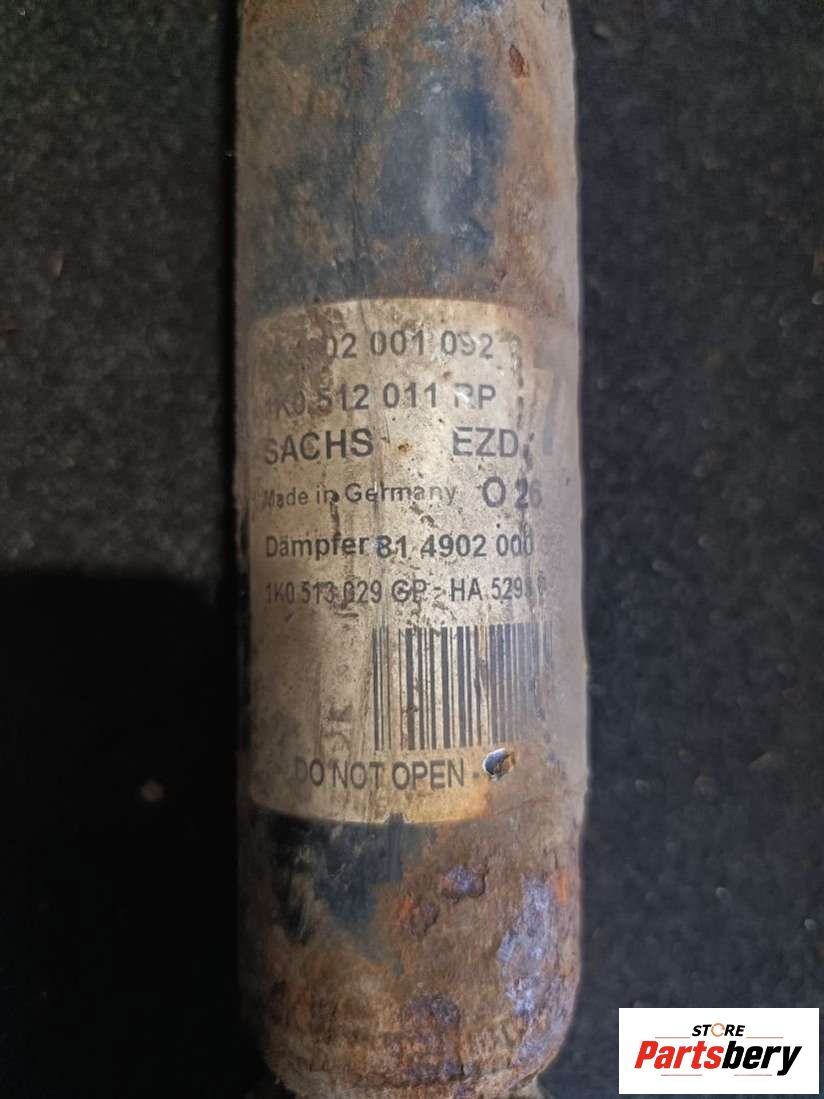 02 001 092
1K0 512 011 RP
SACHS EZD
Made in Germany O 26
Dämpfer 81 4902 000
1K0 513 029 GP - HA 529
DO NOT OPEN -
STORE
Partsbery